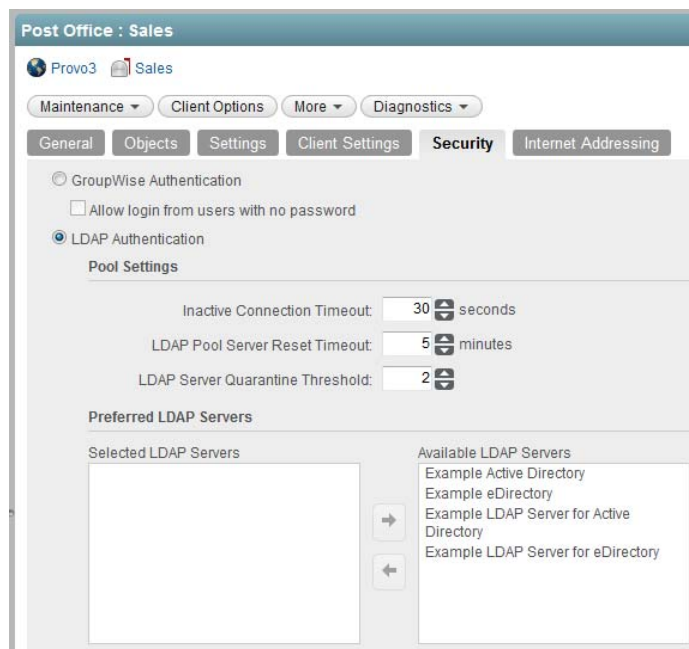 Post Office : Sales
Provo3 Sales
Maintenance Client Options More Diagnostics
General Objects Settings Client Settings Security Internet Addressing
GroupWise Authentication
Allow login from users with no password
LDAP Authentication
Pool Settings
Inactive Connection Timeout: 30 seconds
LDAP Pool Server Reset Timeout: 5 minutes
LDAP Server Quarantine Threshold: 2
Preferred LDAP Servers
Selected LDAP Servers
Available LDAP Servers
Example Active Directory
Example eDirectory
Example LDAP Server for Active
Directory
Example LDAP Server for eDirectory